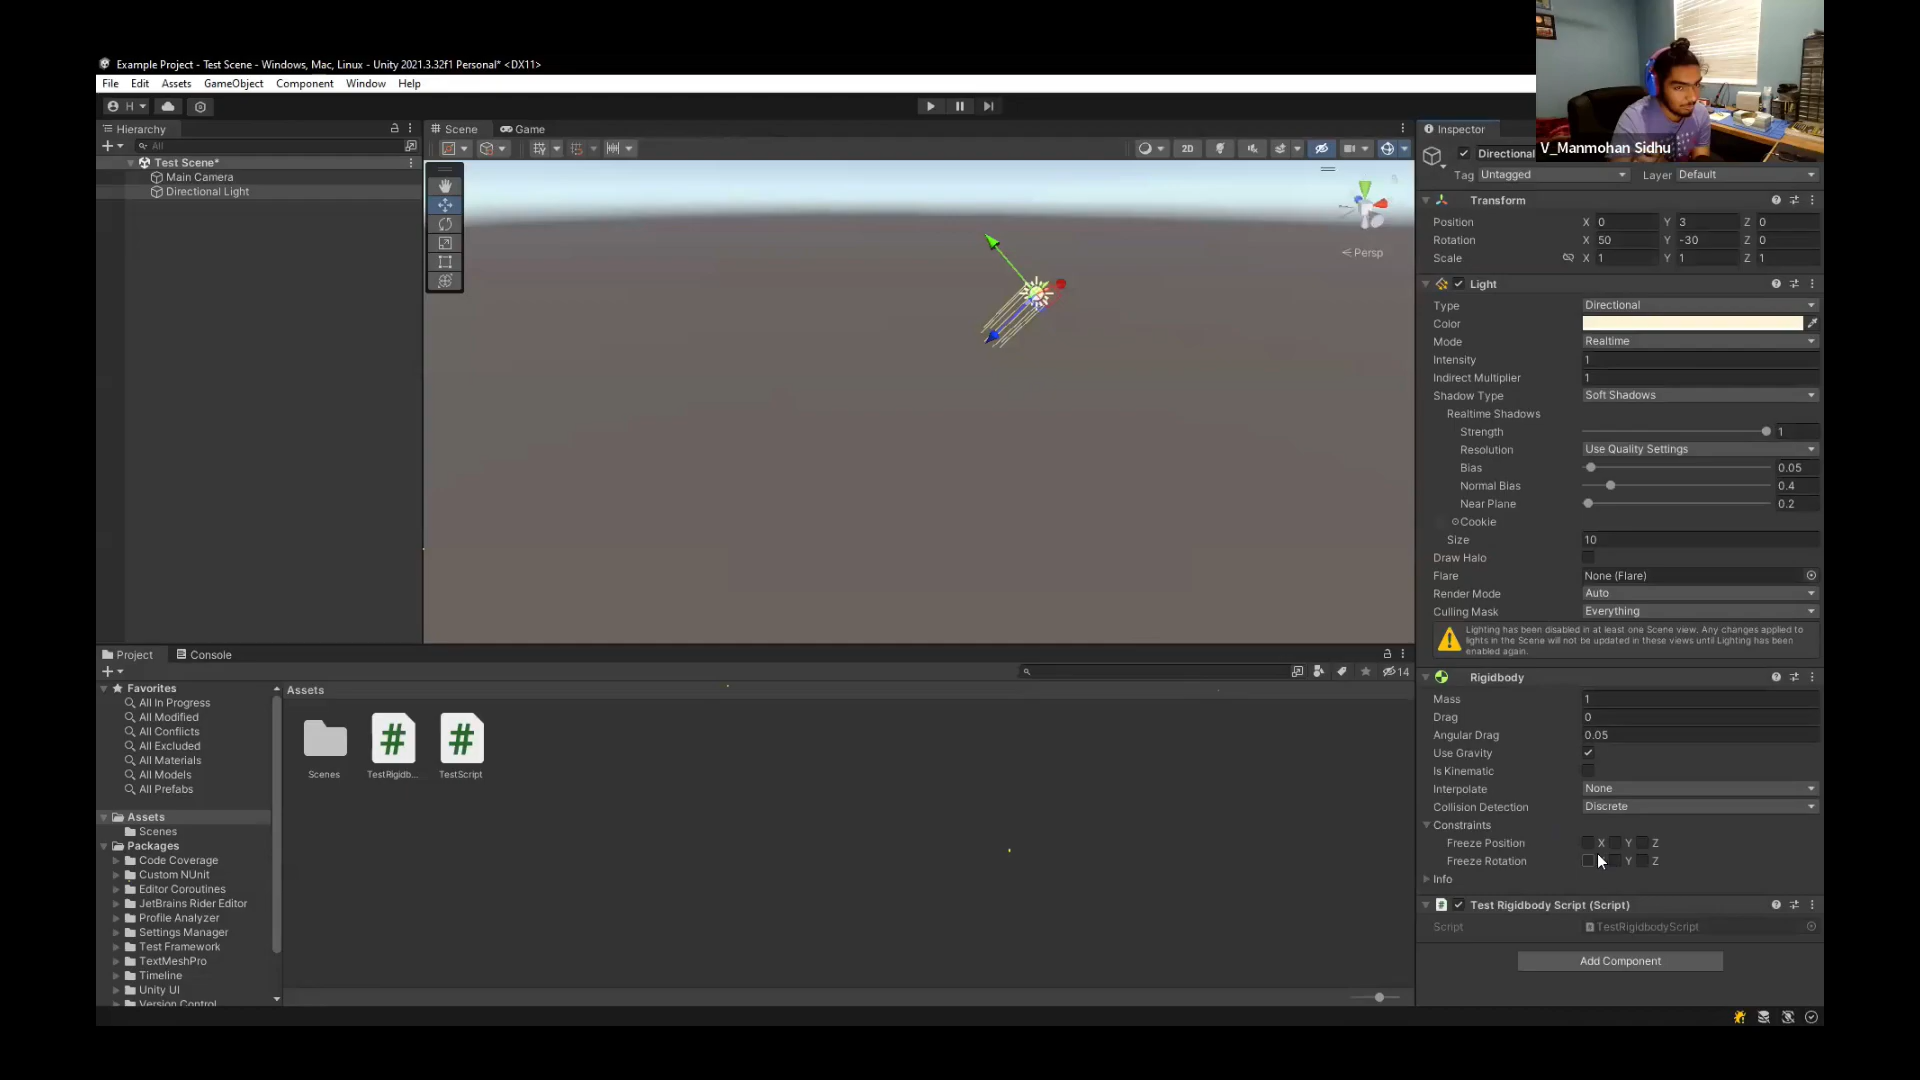 Example Project - Test Scene - Windows, Mac, Linux - Unity 2021.3.32f1 Personal* <DX11>
File Edit Assets GameObject Component Window Help
V_Manmohan Sidhu
H
Hierarchy
All
Test Scene*
Main Camera
Directional Light
Scene Game
2D
Persp
Inspector
Directional
Tag Untagged Layer Default
Transform
Position X 0 Y 3 Z 0
Rotation X 50 Y -30 Z 0
Scale X 1 Y 1 Z 1
Light
Type Directional
Color
Mode Realtime
Intensity 1
Indirect Multiplier 1
Shadow Type Soft Shadows
Realtime Shadows
Strength 1
Resolution Use Quality Settings
Bias 0.05
Normal Bias 0.4
Near Plane 0.2
Cookie
Size 10
Draw Halo
Flare None (Flare)
Render Mode Auto
Culling Mask Everything
Lighting has been disabled in at least one Scene view. Any changes applied to
lights in the Scene will not be updated in these views until Lighting has been
enabled again.
Rigidbody
Mass 1
Drag 0
Angular Drag 0.05
Use Gravity
Is Kinematic
Interpolate None
Collision Detection Discrete
Constraints
Freeze Position X Y Z
Freeze Rotation Y Z
Info
Test Rigidbody Script (Script)
Script TestRigidbodyScript
Add Component
Project Console
14
Favorites
All In Progress
All Modified
All Conflicts
All Excluded
All Materials
All Models
All Prefabs
Assets
Scenes
Packages
Code Coverage
Custom NUnit
Editor Coroutines
JetBrains Rider Editor
Profile Analyzer
Settings Manager
Test Framework
TextMeshPro
Timeline
Unity UI
Version Control
Assets
Scenes TestRigidb... TestScript